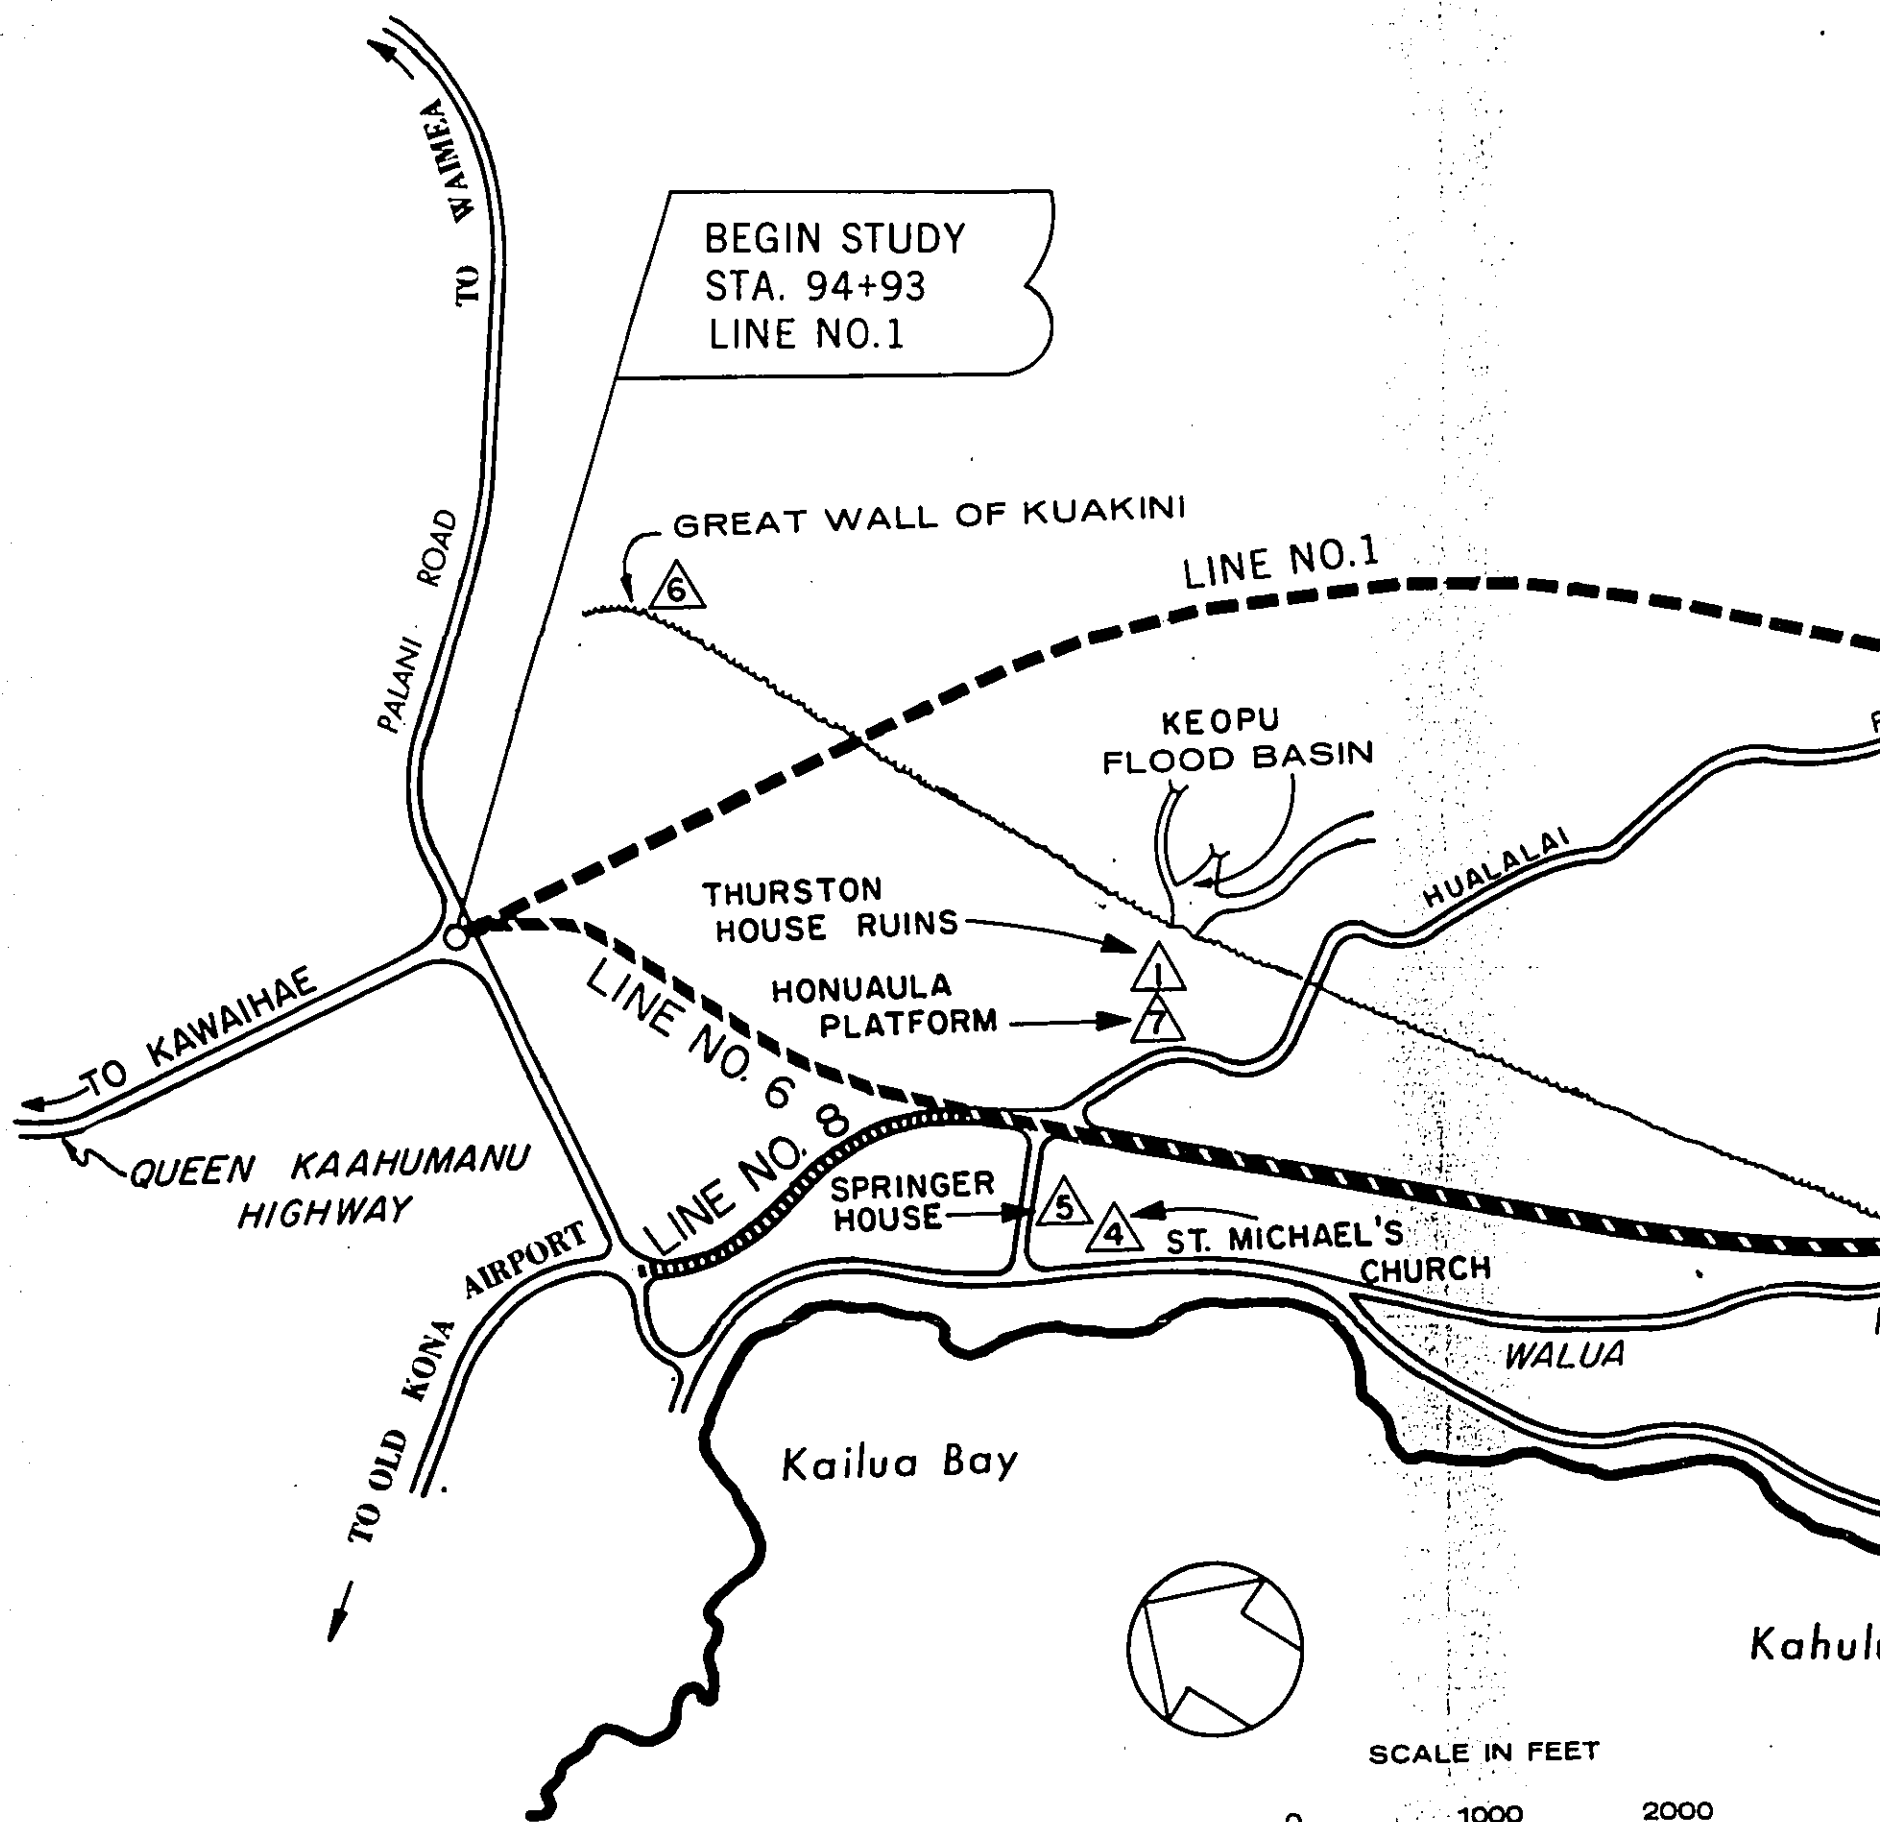 TO WAIMEA
BEGIN STUDY
STA. 94+93
LINE NO.1
GREAT WALL OF KUAKINI
6
LINE NO.1
PALANI ROAD
KEOPU
FLOOD BASIN
HUALALAI
THURSTON
HOUSE RUINS
1
HONUAULA
PLATFORM
7
TO KAWAIHAE
LINE NO. 6
LINE NO. 8
QUEEN KAAHUMANU
HIGHWAY
SPRINGER
HOUSE
5
4
ST. MICHAEL'S
CHURCH
TO OLD KONA AIRPORT
WALUA
Kailua Bay
SCALE IN FEET
0 1000 2000